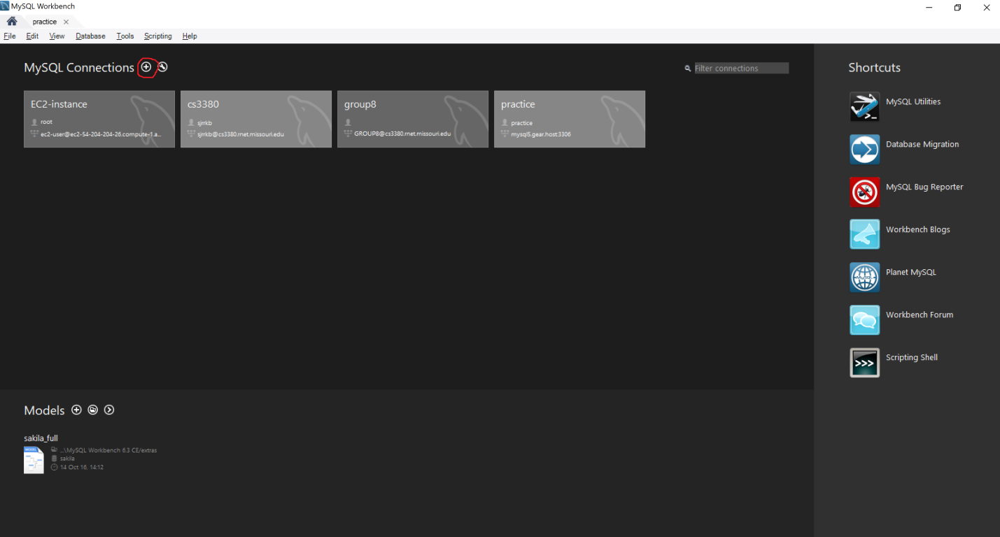 MySQL Workbench
practice
File Edit View Database Tools Scripting Help
MySQL Connections
Filter connections
EC2-instance
root
ec2-user@ec2-54-204-204-26.compute-1.a...
cs3380
sjrrkb
sjrrkb@cs3380.rnet.missouri.edu
group8
GROUP8@cs3380.rnet.missouri.edu
practice
practice
mysql5.gear.host:3306
Shortcuts
MySQL Utilities
Database Migration
MySQL Bug Reporter
Workbench Blogs
Planet MySQL
Workbench Forum
Scripting Shell
Models
sakila_full
...\MySQL Workbench 6.3 CE/extras
sakila
14 Oct 16, 14:12